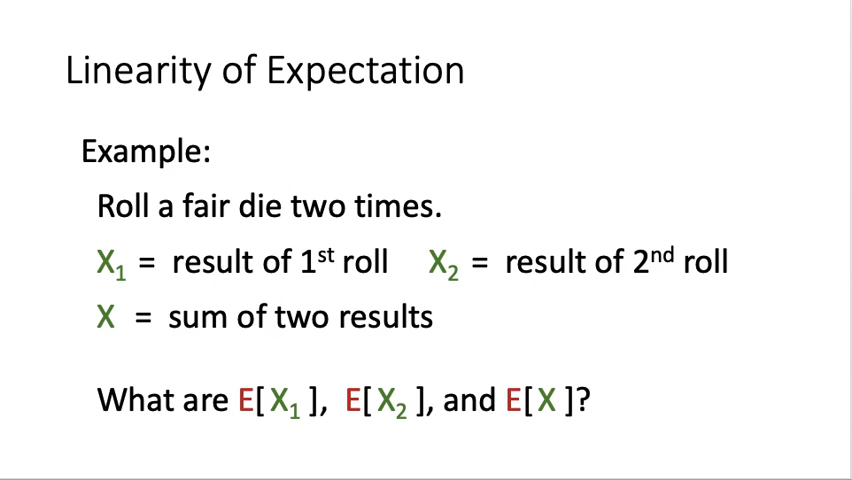 Linearity of Expectation
Example:
Roll a fair die two times.
X₁ = result of 1ˢᵗ roll X₂ = result of 2ⁿᵈ roll
X = sum of two results
What are E[ X₁ ], E[ X₂ ], and E[ X ]?